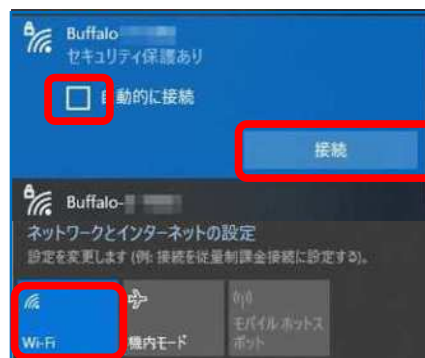 Buffalo
セキュリティ保護あり
自動的に接続
接続
Buffalo-
ネットワークとインターネットの設定
設定を変更します (例: 接続を従量制課金接続に設定する)。
Wi-Fi
機内モード
モバイル ホットス
ポット